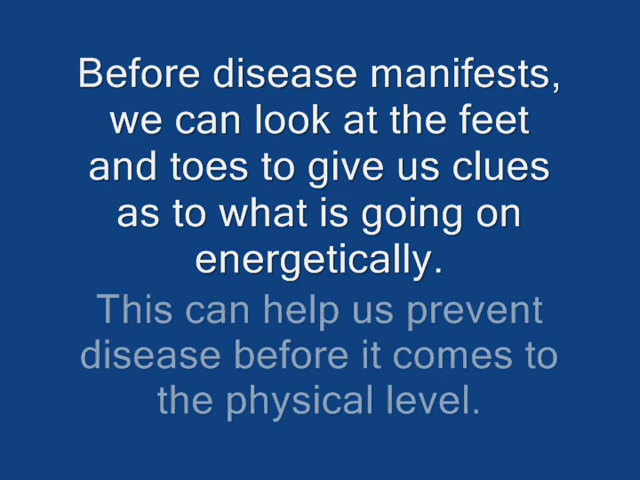 Before disease manifests,
we can look at the feet
and toes to give us clues
as to what is going on
energetically.
This can help us prevent
disease before it comes to
the physical level.